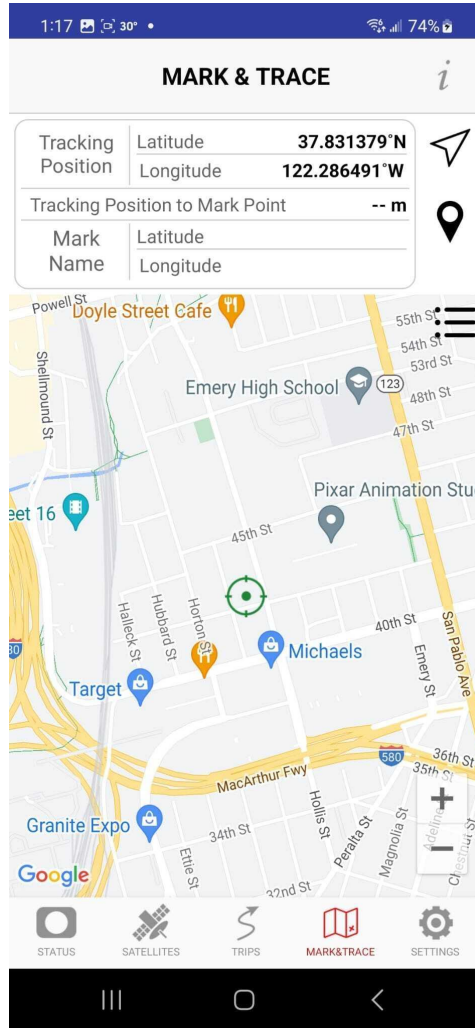 1:17 30° 74%
MARK & TRACE
i
Tracking Position
Latitude 37.831379°N
Longitude 122.286491°W
Tracking Position to Mark Point -- m
Mark Name
Latitude
Longitude
Powell St
Doyle Street Cafe
55th St
54th St
53rd St
Shellmound St
Emery High School
123
48th St
47th St
Pixar Animation Stu
eet 16
45th St
Halleck St
Hubbard St
Horton St
40th St
San Pablo Ave
Emery St
80
Michaels
Target
580
36th St
35th St
MacArthur Fwy
Hollis St
Peralta St
Magnolia St
Adeline
Chestnut St
+
−
Granite Expo
34th St
Ettie St
32nd St
Google
STATUS SATELLITES TRIPS MARK&TRACE SETTINGS